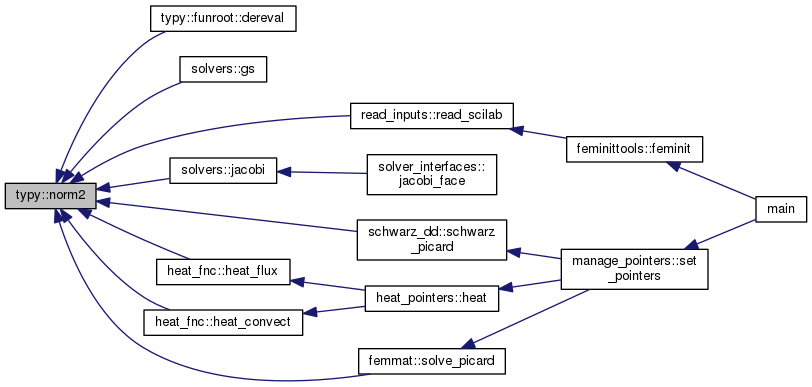 typy::funroot::dereval
solvers::gs
read_inputs::read_scilab
feminittools::feminit
solvers::jacobi
solver_interfaces::
jacobi_face
typy::norm2
main
schwarz_dd::schwarz
_picard
manage_pointers::set
_pointers
heat_fnc::heat_flux
heat_pointers::heat
heat_fnc::heat_convect
femmat::solve_picard